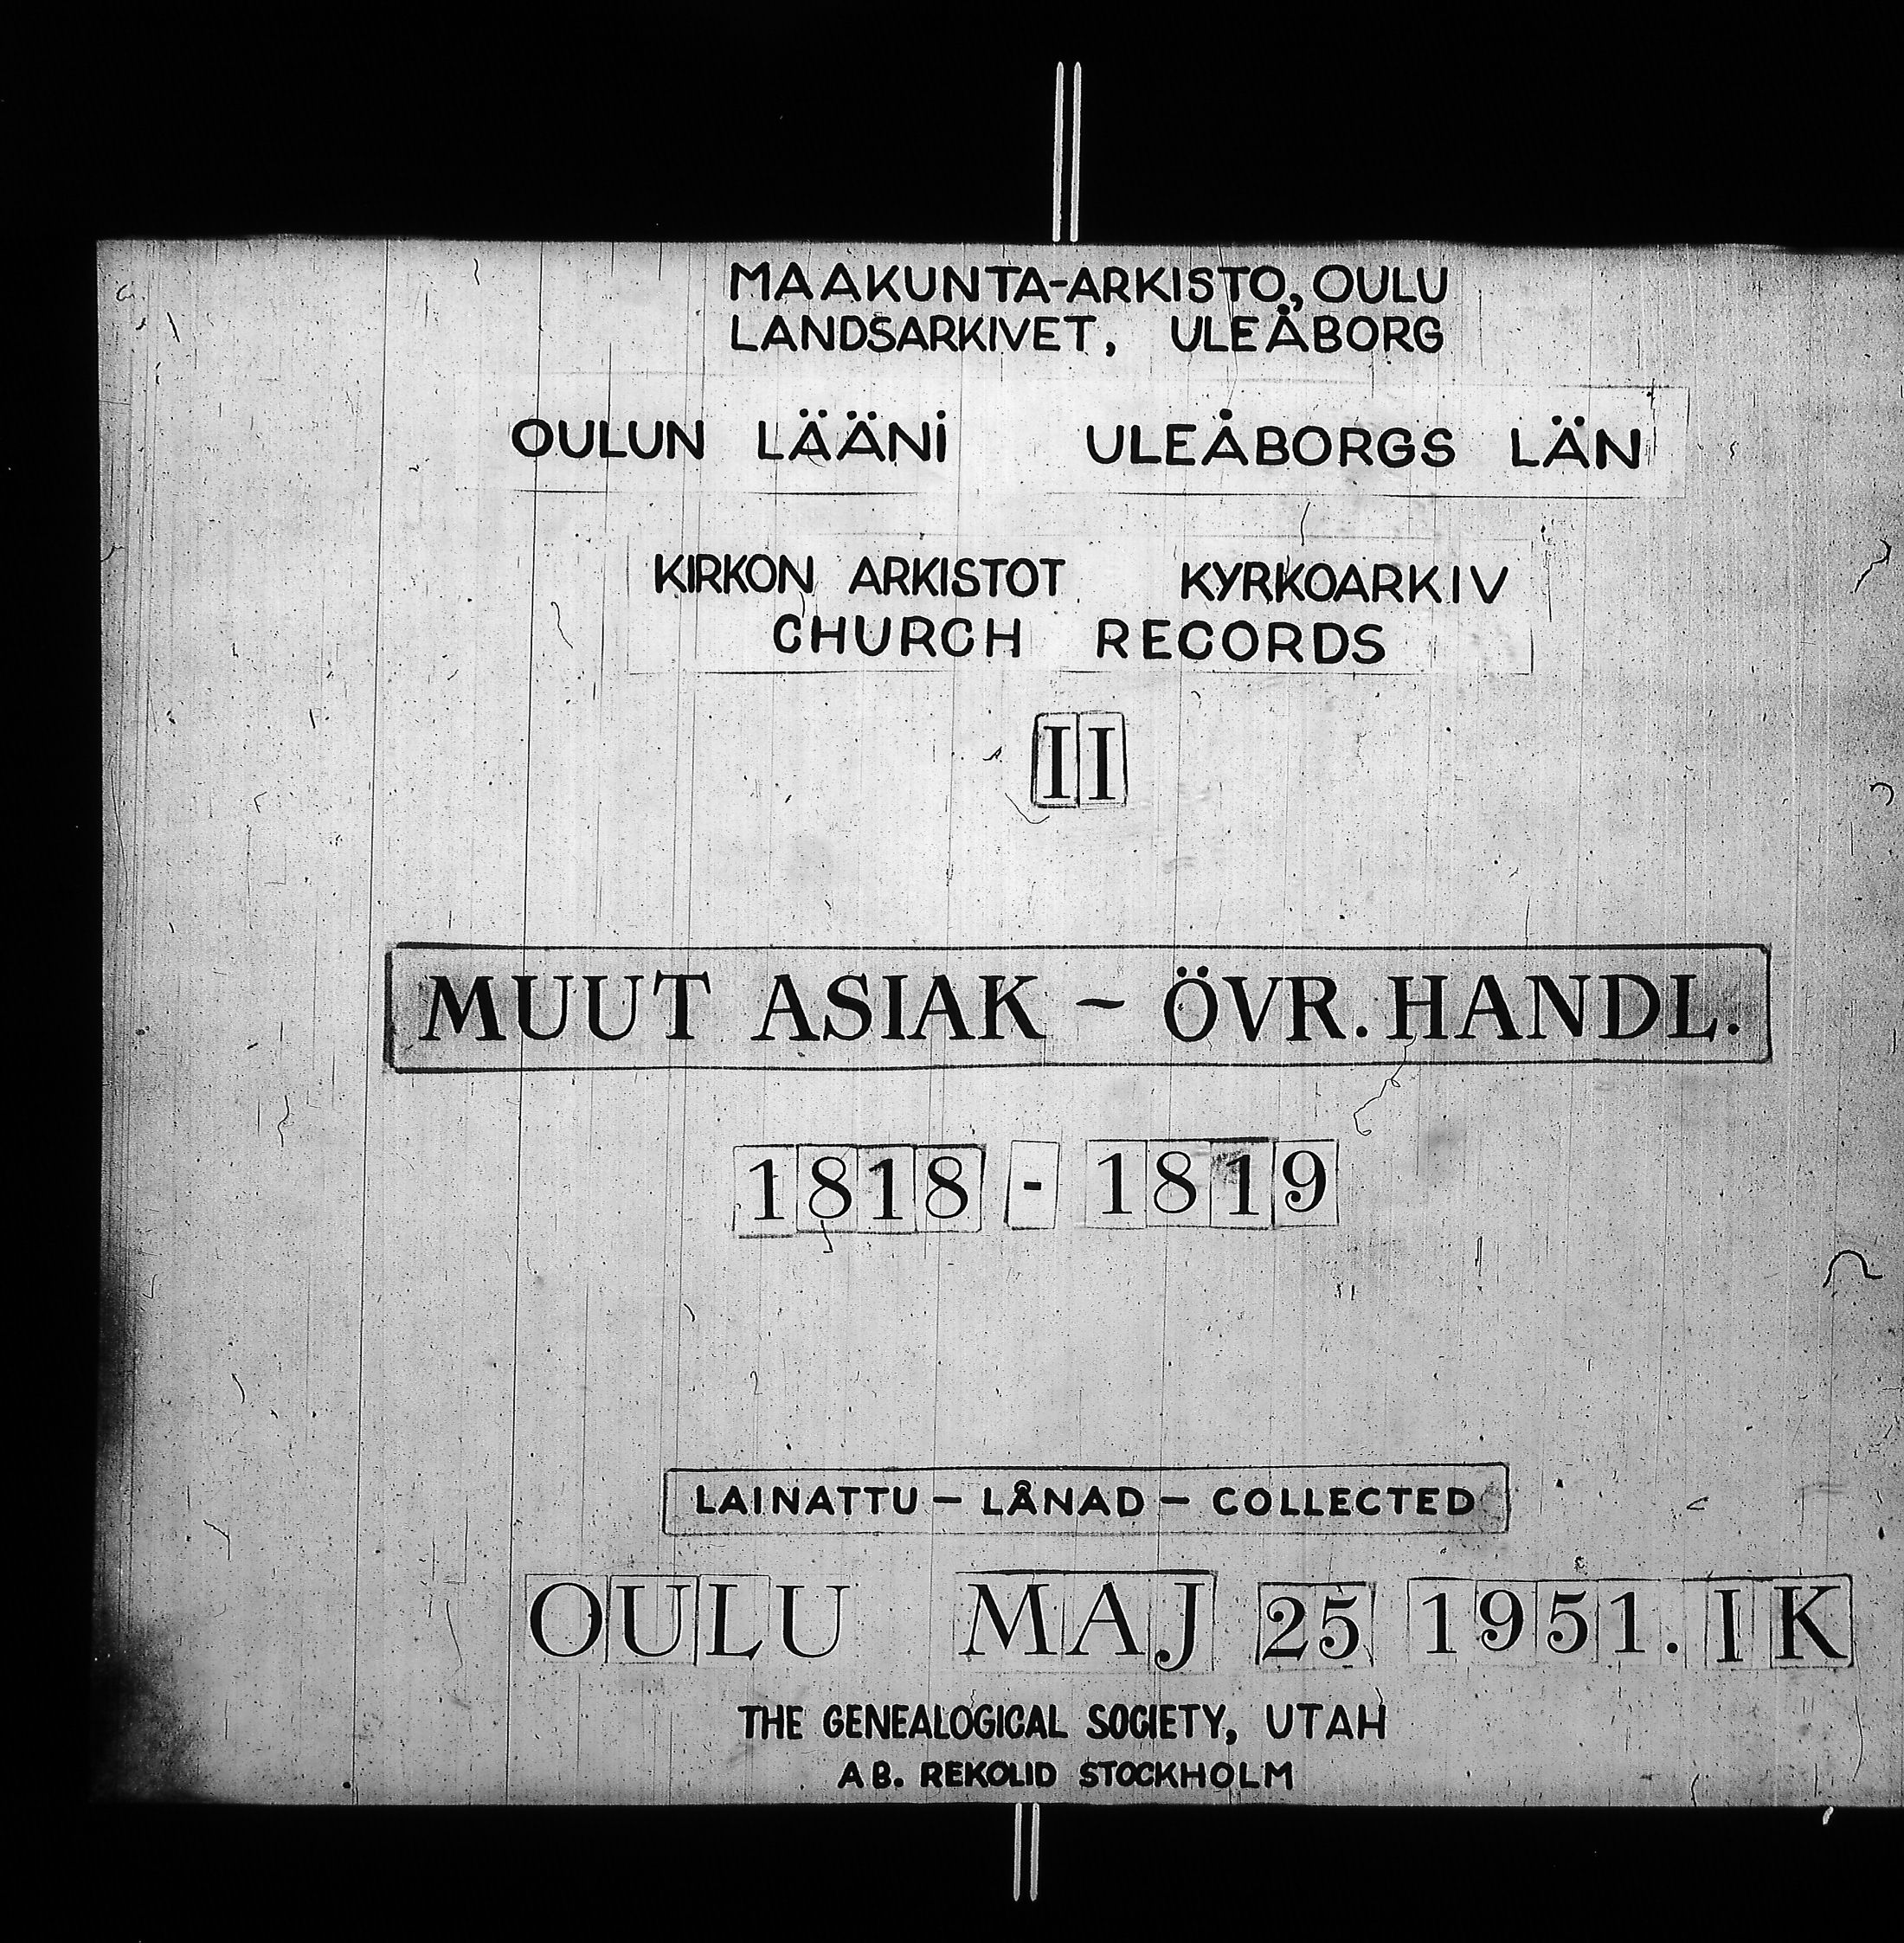 MAAKUNTA-ARKISTO, OULU
LANDSARKIVET, ULEÅBORG
OULUN LÄÄNI ULEÅBORGS LÄN
KIRKON ARKISTOT KYRKOARKIV
CHURCH RECORDS
II
MUUT ASIAK ~ ÖVR. HANDL.
1818 - 1819
LAINATTU – LÅNAD – COLLECTED
OULU MAJ 25 1951. IK
THE GENEALOGICAL SOCIETY, UTAH
AB. REKOLID STOCKHOLM